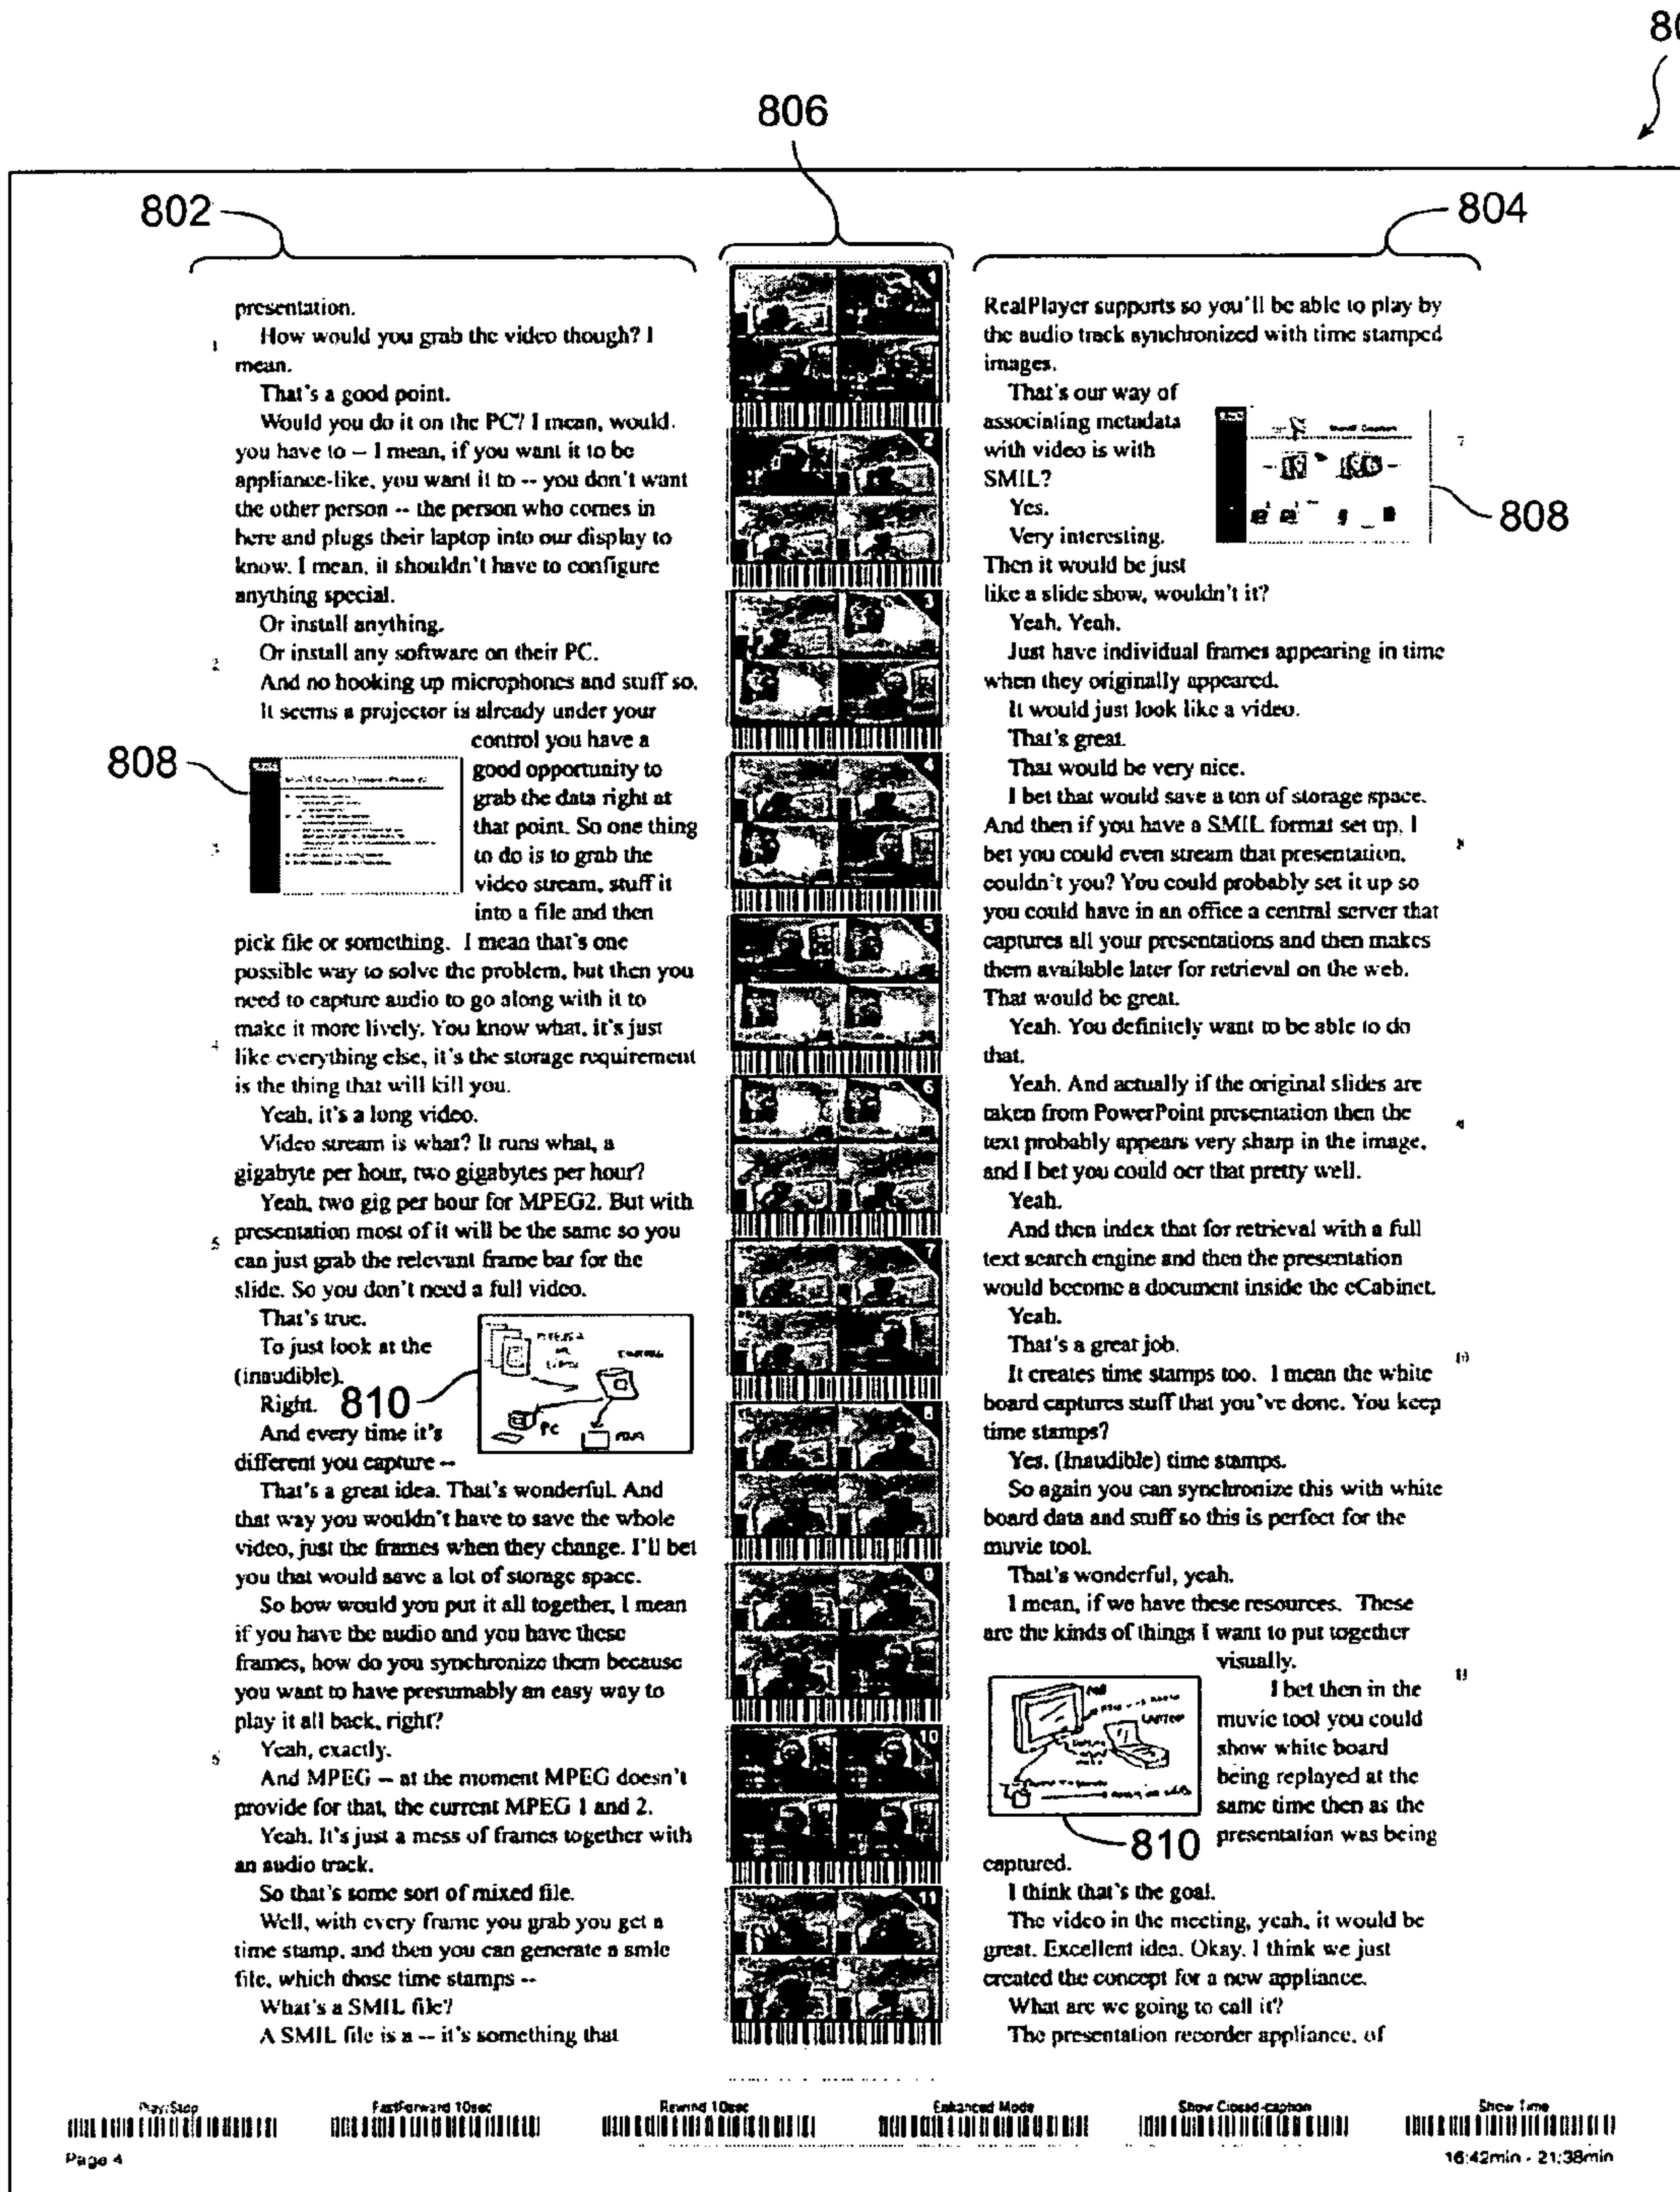 806
802
804
presentation.
1
How would you grab the video though? I
mean.
That's a good point.
Would you do it on the PC? I mean, would
you have to – I mean, if you want it to be
appliance-like, you want it to -- you don't want
the other person -- the person who comes in
here and plugs their laptop into our display to
know. I mean, it shouldn't have to configure
anything special.
Or install anything.
2
Or install any software on their PC.
And no hooking up microphones and stuff so.
It seems a projector is already under your
control you have a
808
good opportunity to
grab the data right at
that point. So one thing
3
to do is to grab the
video stream, stuff it
into a file and then
pick file or something. I mean that's one
possible way to solve the problem, but then you
need to capture audio to go along with it to
make it more lively. You know what, it's just
4
like everything else, it's the storage requirement
is the thing that will kill you.
Yeah, it's a long video.
Video stream is what? It runs what, a
gigabyte per hour, two gigabytes per hour?
Yeah, two gig per hour for MPEG2. But with
5
presentation most of it will be the same so you
can just grab the relevant frame bar for the
slide. So you don't need a full video.
That's true.
To just look at the
(inaudible).
Right.
810
PC
And every time it's
different you capture --
That's a great idea. That's wonderful. And
that way you wouldn't have to save the whole
video, just the frames when they change. I'll bet
you that would save a lot of storage space.
So how would you put it all together, I mean
if you have the audio and you have these
frames, how do you synchronize them because
you want to have presumably an easy way to
play it all back, right?
6
Yeah, exactly.
And MPEG – at the moment MPEG doesn't
provide for that, the current MPEG 1 and 2.
Yeah. It's just a mess of frames together with
an audio track.
So that's some sort of mixed file.
Well, with every frame you grab you get a
time stamp, and then you can generate a smle
file, which those time stamps --
What's a SMIL file?
A SMIL file is a -- it's something that
1
2
3
4
5
6
7
8
9
10
11
RealPlayer supports so you'll be able to play by
the audio track synchronized with time stamped
images.
That's our way of
associating metadata
with video is with
7
SMIL?
Yes.
808
Very interesting.
Then it would be just
like a slide show, wouldn't it?
Yeah. Yeah.
Just have individual frames appearing in time
when they originally appeared.
It would just look like a video.
That's great.
That would be very nice.
I bet that would save a ton of storage space.
And then if you have a SMIL format set up, I
8
bet you could even stream that presentation,
couldn't you? You could probably set it up so
you could have in an office a central server that
captures all your presentations and then makes
them available later for retrieval on the web.
That would be great.
Yeah. You definitely want to be able to do
that.
Yeah. And actually if the original slides are
taken from PowerPoint presentation then the
9
text probably appears very sharp in the image,
and I bet you could ocr that pretty well.
Yeah.
And then index that for retrieval with a full
text search engine and then the presentation
would become a document inside the eCabinet.
Yeah.
That's a great job.
10
It creates time stamps too. I mean the white
board captures stuff that you've done. You keep
time stamps?
Yes. (Inaudible) time stamps.
So again you can synchronize this with white
board data and stuff so this is perfect for the
muvie tool.
That's wonderful, yeah.
I mean, if we have these resources. These
are the kinds of things I want to put together
visually.
11
I bet then in the
muvie tool you could
LAPTOP
show white board
being replayed at the
same time then as the
presentation was being
810
captured.
I think that's the goal.
The video in the meeting, yeah, it would be
great. Excellent idea. Okay. I think we just
created the concept for a new appliance.
What are we going to call it?
The presentation recorder appliance, of
Play/Stop
FastForward 10sec
Rewind 10sec
Enhanced Mode
Show Closed-caption
Show Time
Page 4
16:42min - 21:38min